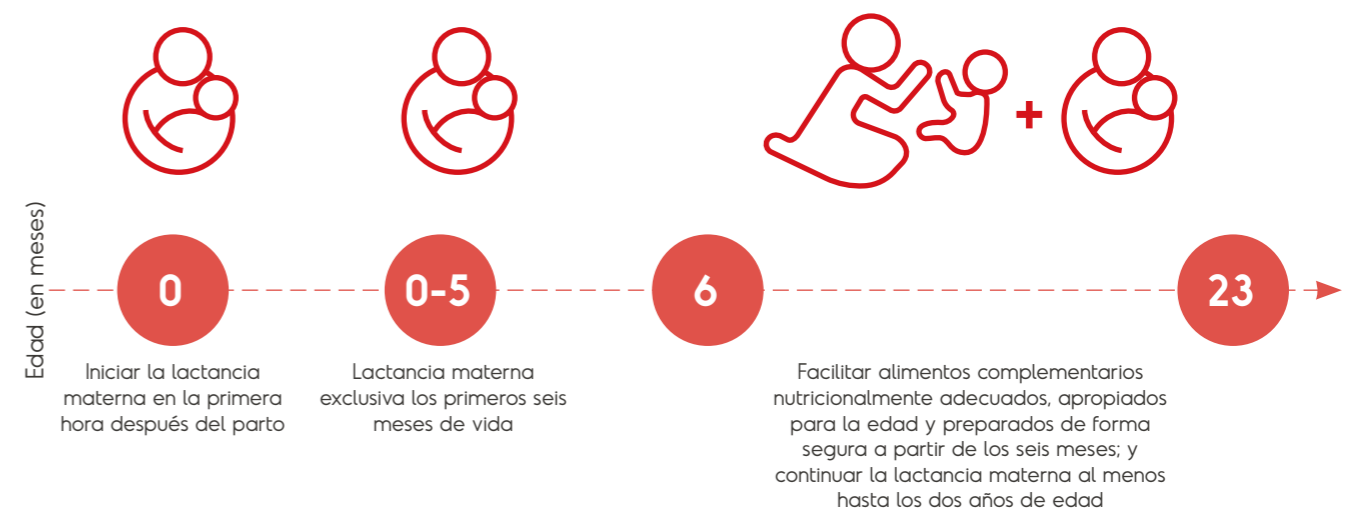 Edad (en meses)
0
0-5
6
23
Iniciar la lactancia
materna en la primera
hora después del parto
Lactancia materna
exclusiva los primeros seis
meses de vida
Facilitar alimentos complementarios
nutricionalmente adecuados, apropiados
para la edad y preparados de forma
segura a partir de los seis meses; y
continuar la lactancia materna al menos
hasta los dos años de edad
+